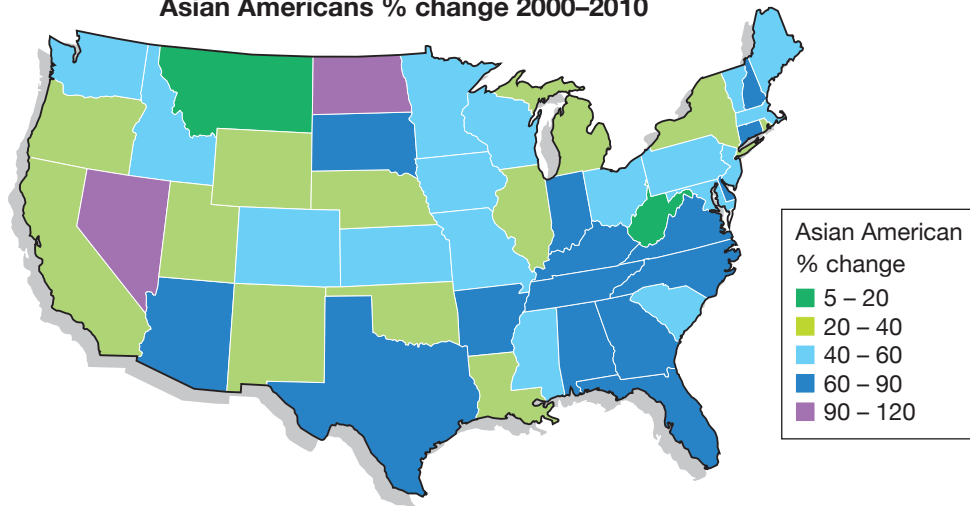 Asian Americans % change 2000–2010
Asian American
% change
5 – 20
20 – 40
40 – 60
60 – 90
90 – 120